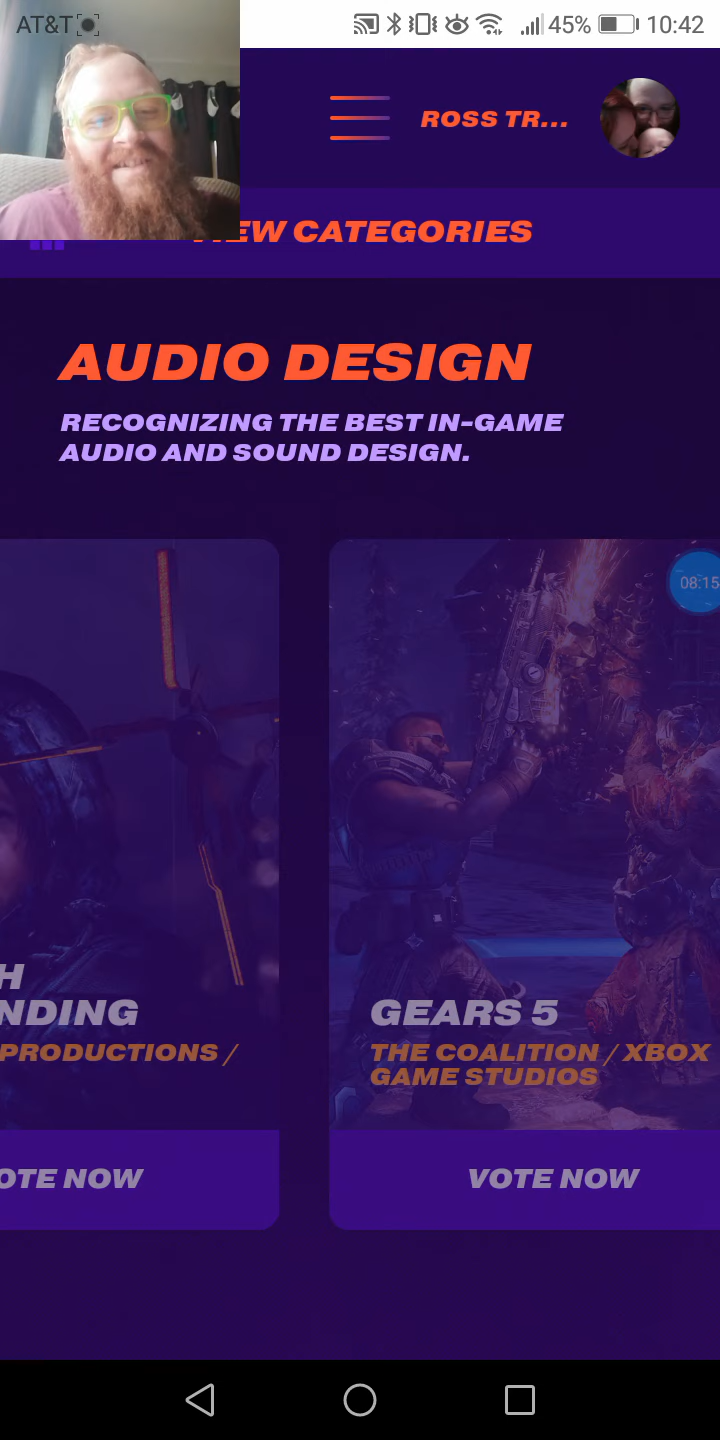 AT&T
45%
10:42
ROSS TR...
EW CATEGORIES
AUDIO DESIGN
RECOGNIZING THE BEST IN-GAME
AUDIO AND SOUND DESIGN.
08:15
H
NDING
PRODUCTIONS /
OTE NOW
GEARS 5
THE COALITION / XBOX
GAME STUDIOS
VOTE NOW